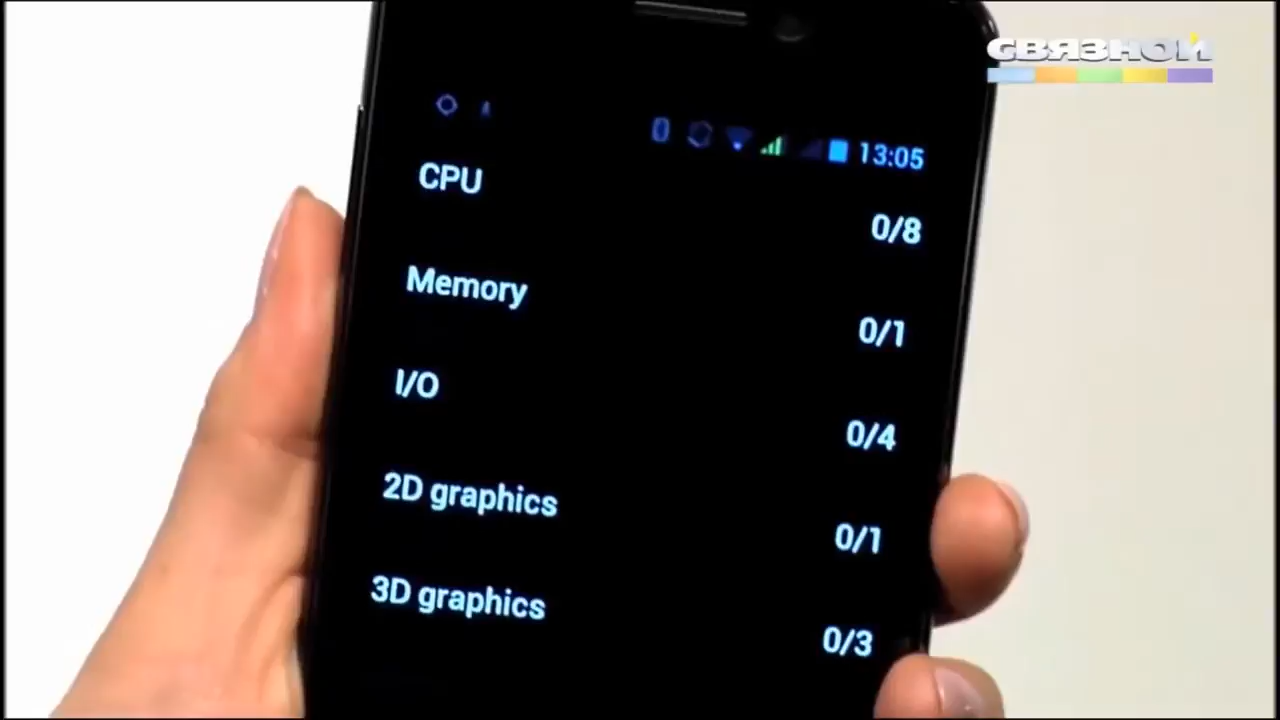 СВЯЗНОЙ
13:05
CPU
0/8
Memory
0/1
I/O
0/4
2D graphics
0/1
3D graphics
0/3